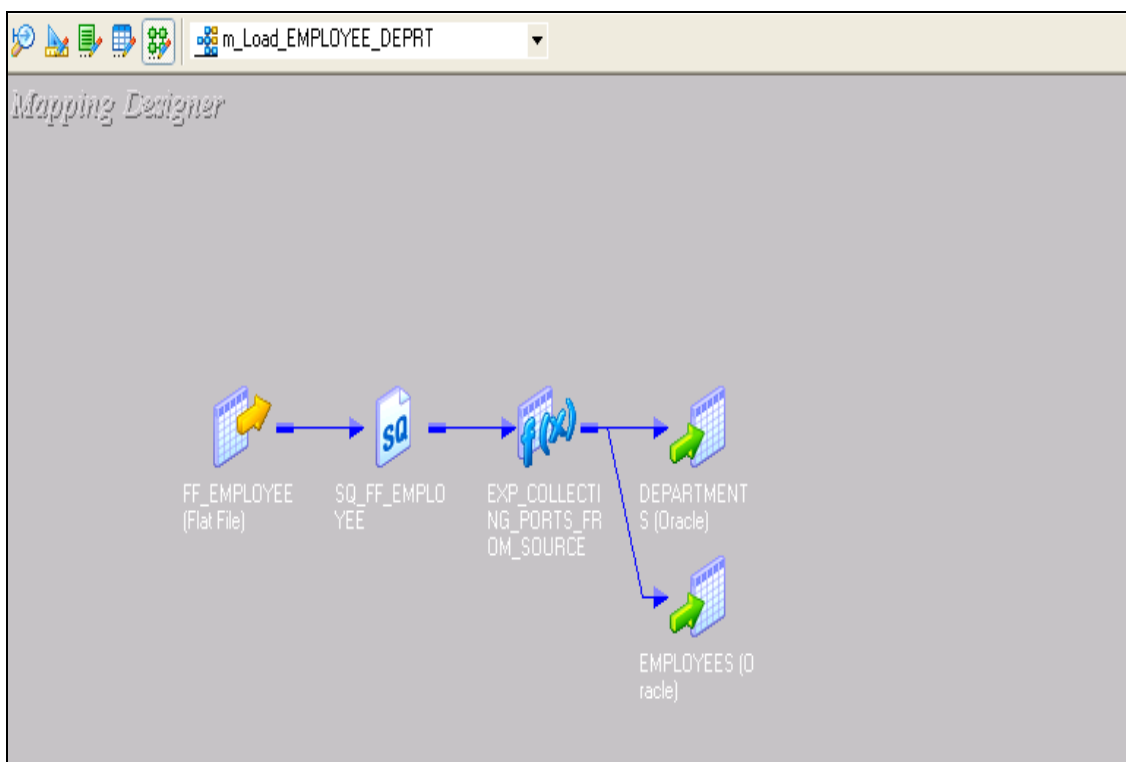 m_Load_EMPLOYEE_DEPRT
Mapping Designer
FF_EMPLOYEE
(Flat File)
SQ_FF_EMPLO
YEE
EXP_COLLECTI
NG_PORTS_FR
OM_SOURCE
DEPARTMENT
S (Oracle)
EMPLOYEES (O
racle)